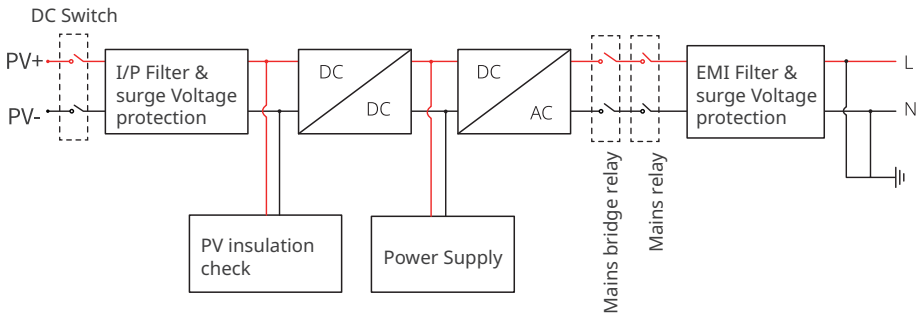 DC Switch
PV+
PV-
I/P Filter &
surge Voltage
protection
DC
DC
DC
AC
EMI Filter &
surge Voltage
protection
L
N
PV insulation
check
Power Supply
Mains bridge relay
Mains relay